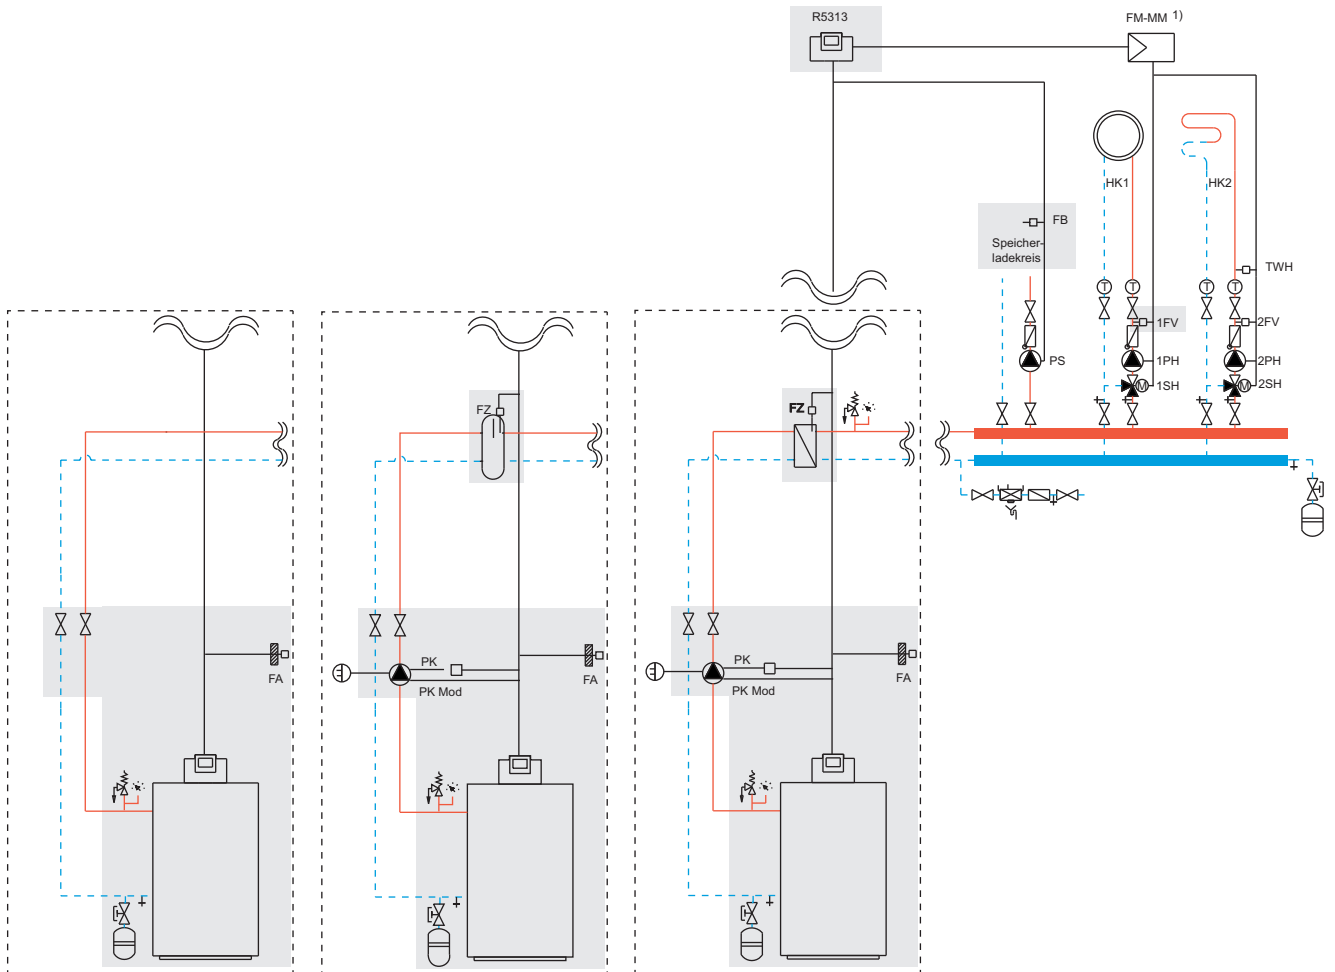 R5313
FM-MM 1)
FB
Speicher-
ladekreis
HK1
HK2
TWH
T
T
T
T
1FV
2FV
PS
1PH
2PH
M
1SH
M
2SH
FZ
FZ
FA
PK
PK Mod
FA
PK
PK Mod
FA